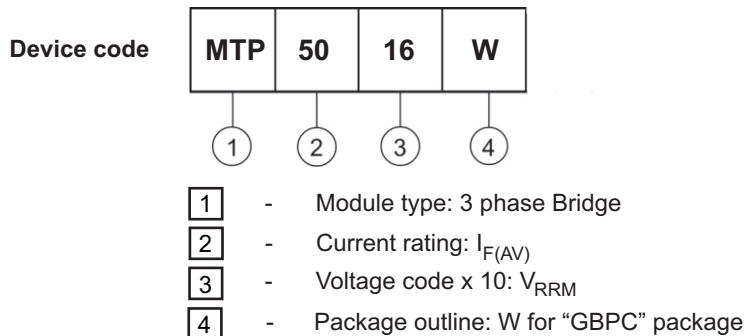 Device code MTP 50 16 W
1 2 3 4
1 - Module type: 3 phase Bridge
2 - Current rating: IF(AV)
3 - Voltage code x 10: VRRM
4 - Package outline: W for “GBPC” package